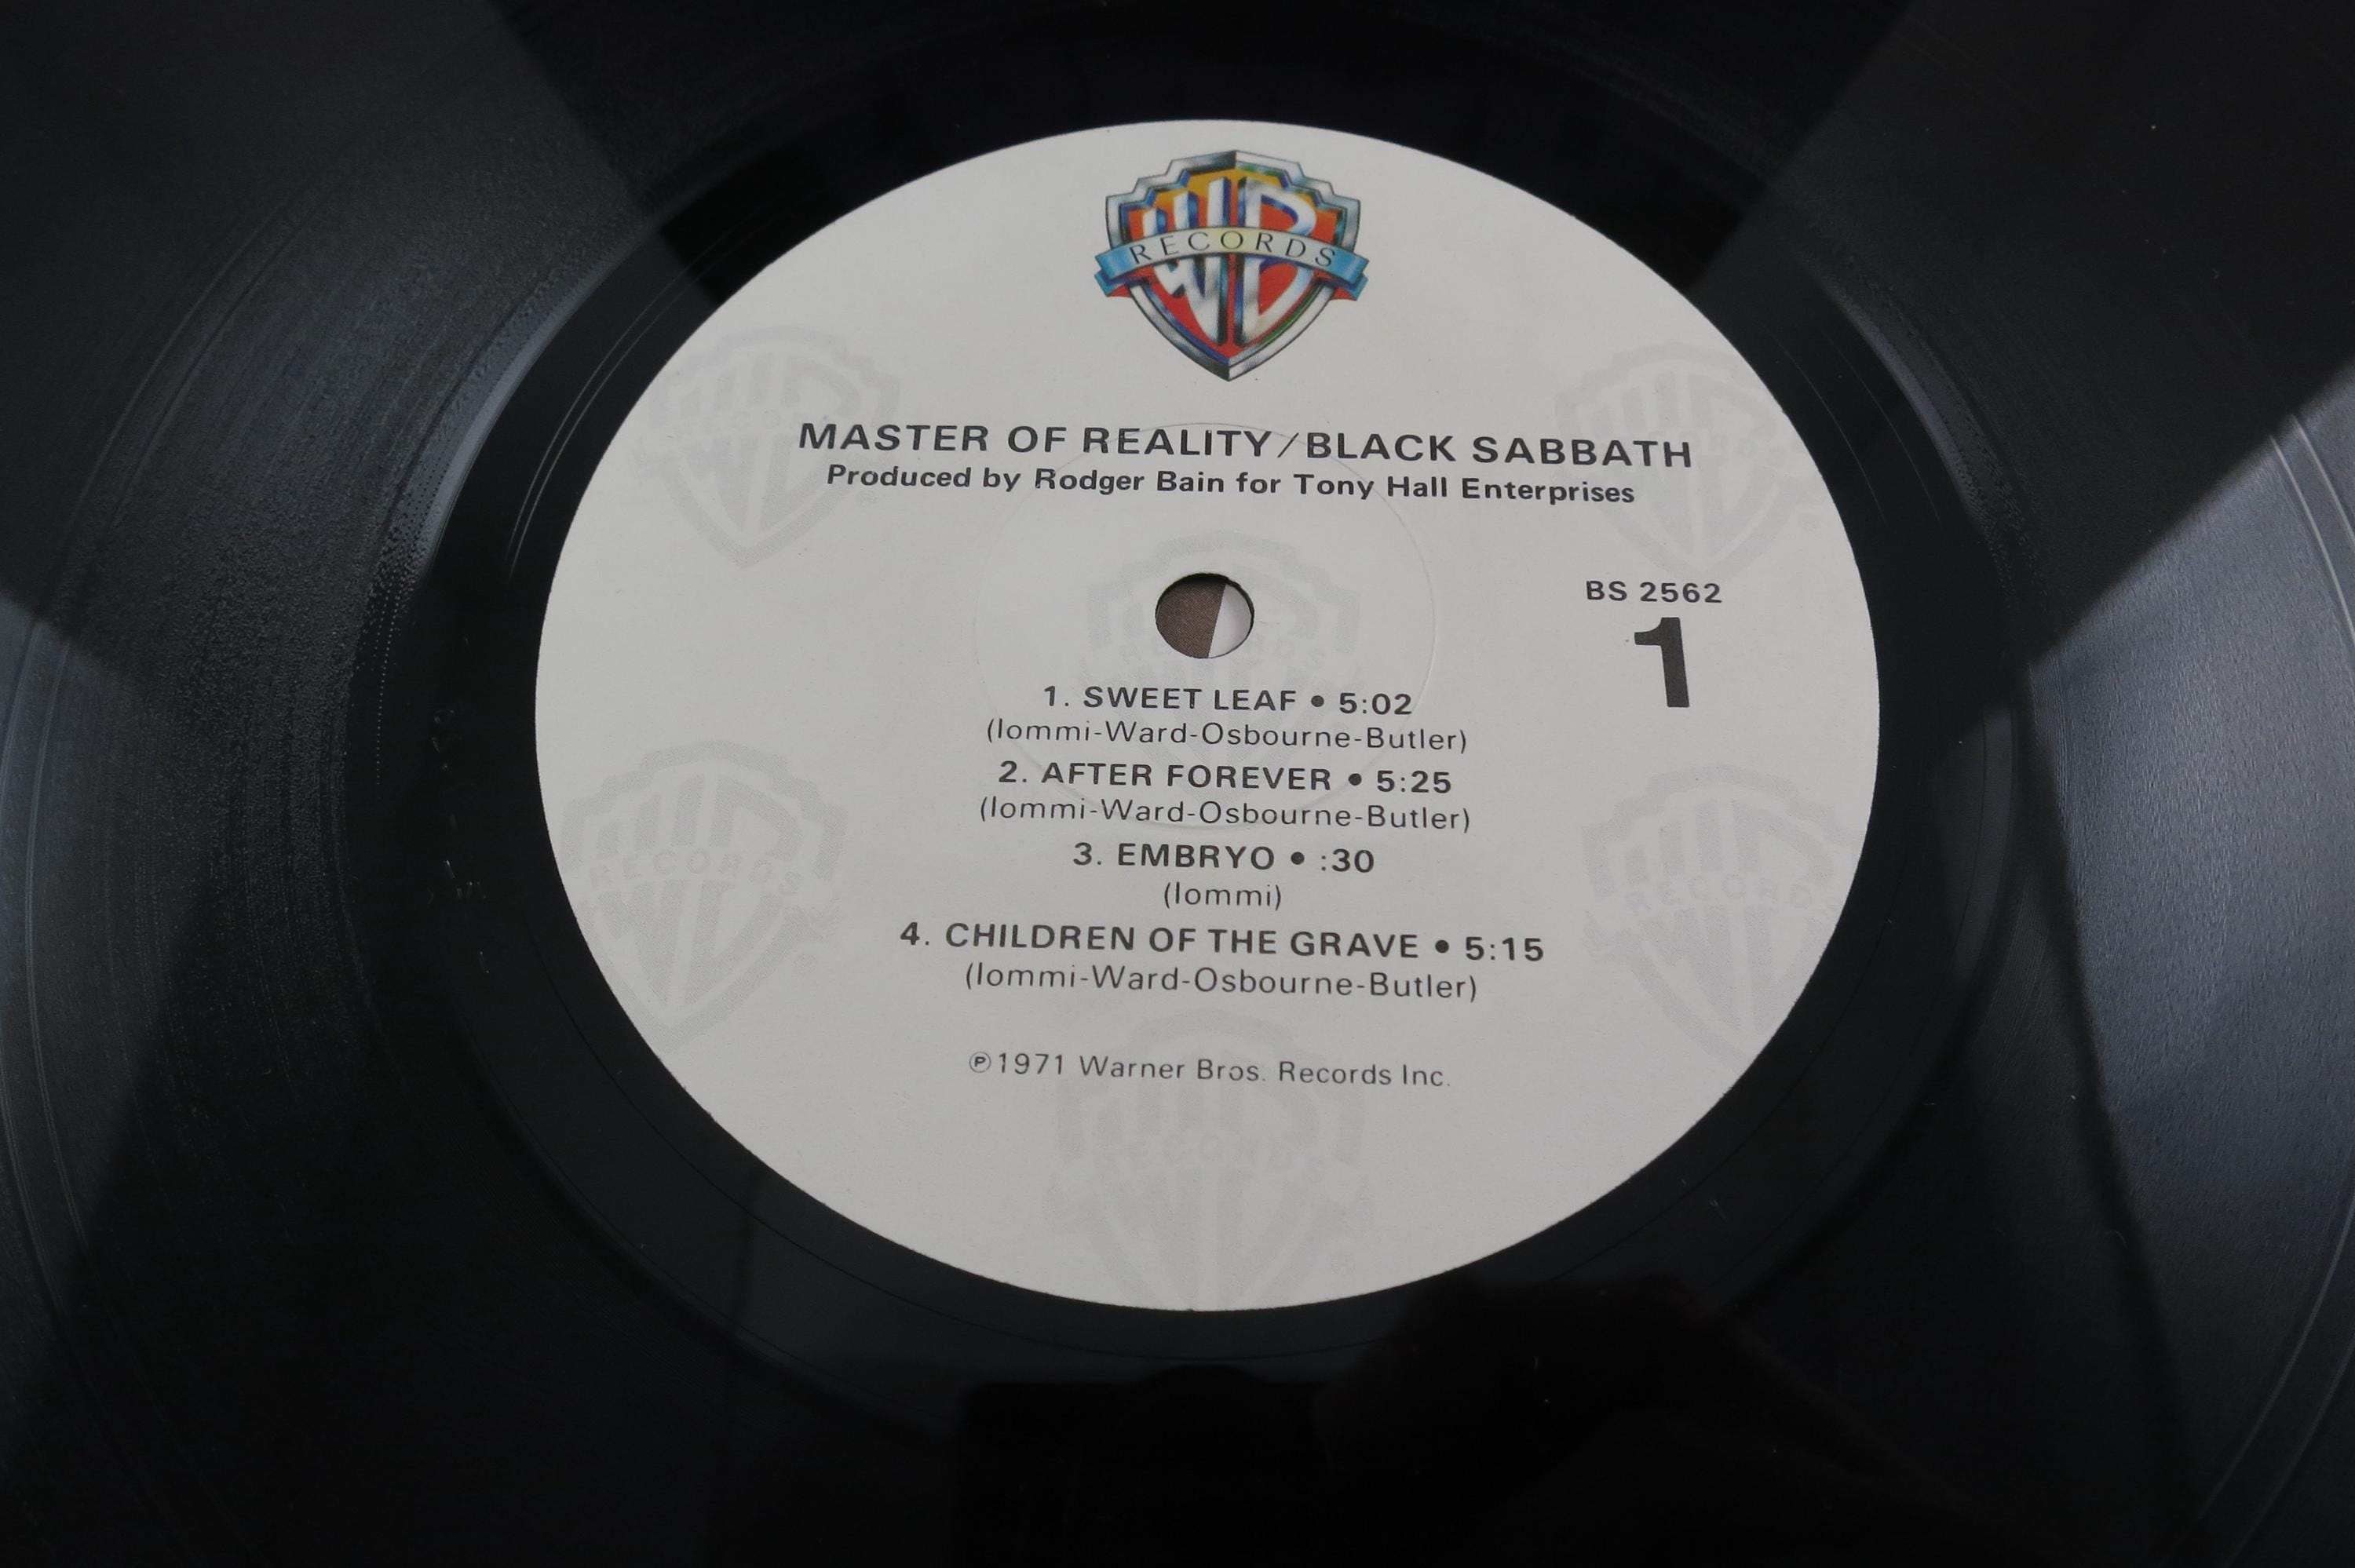 WB
RECORDS
MASTER OF REALITY/BLACK SABBATH
Produced by Rodger Bain for Tony Hall Enterprises
BS 2562
1
1. SWEET LEAF • 5:02
(Iommi-Ward-Osbourne-Butler)
2. AFTER FOREVER • 5:25
(Iommi-Ward-Osbourne-Butler)
3. EMBRYO • :30
(Iommi)
4. CHILDREN OF THE GRAVE • 5:15
(Iommi-Ward-Osbourne-Butler)
℗1971 Warner Bros. Records Inc.